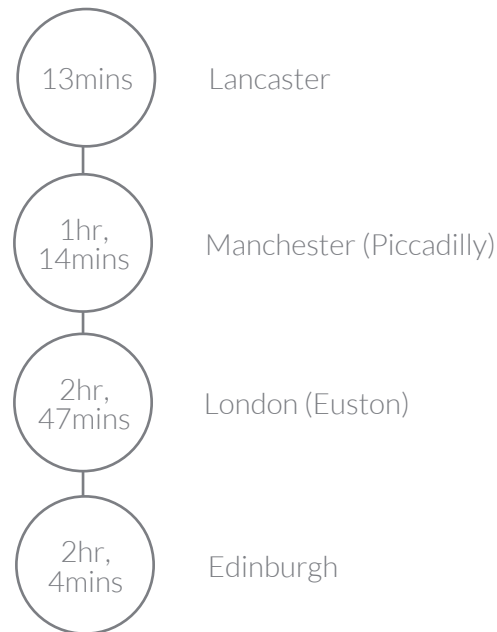 13mins
Lancaster
1hr,
14mins
Manchester (Piccadilly)
2hr,
47mins
London (Euston)
2hr,
4mins
Edinburgh